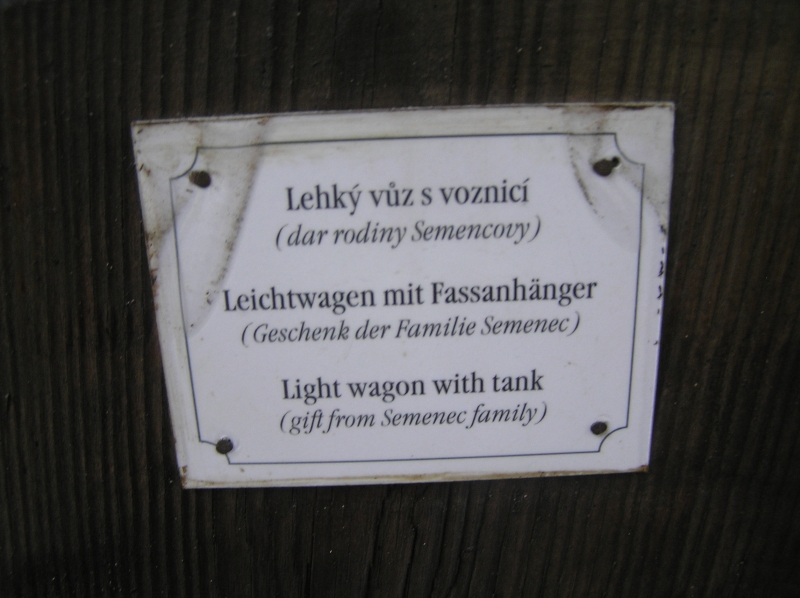 Lehký vůz s voznicí
(dar rodiny Semencovy)
Leichtwagen mit Fassanhänger
(Geschenk der Familie Semenec)
Light wagon with tank
(gift from Semenec family)